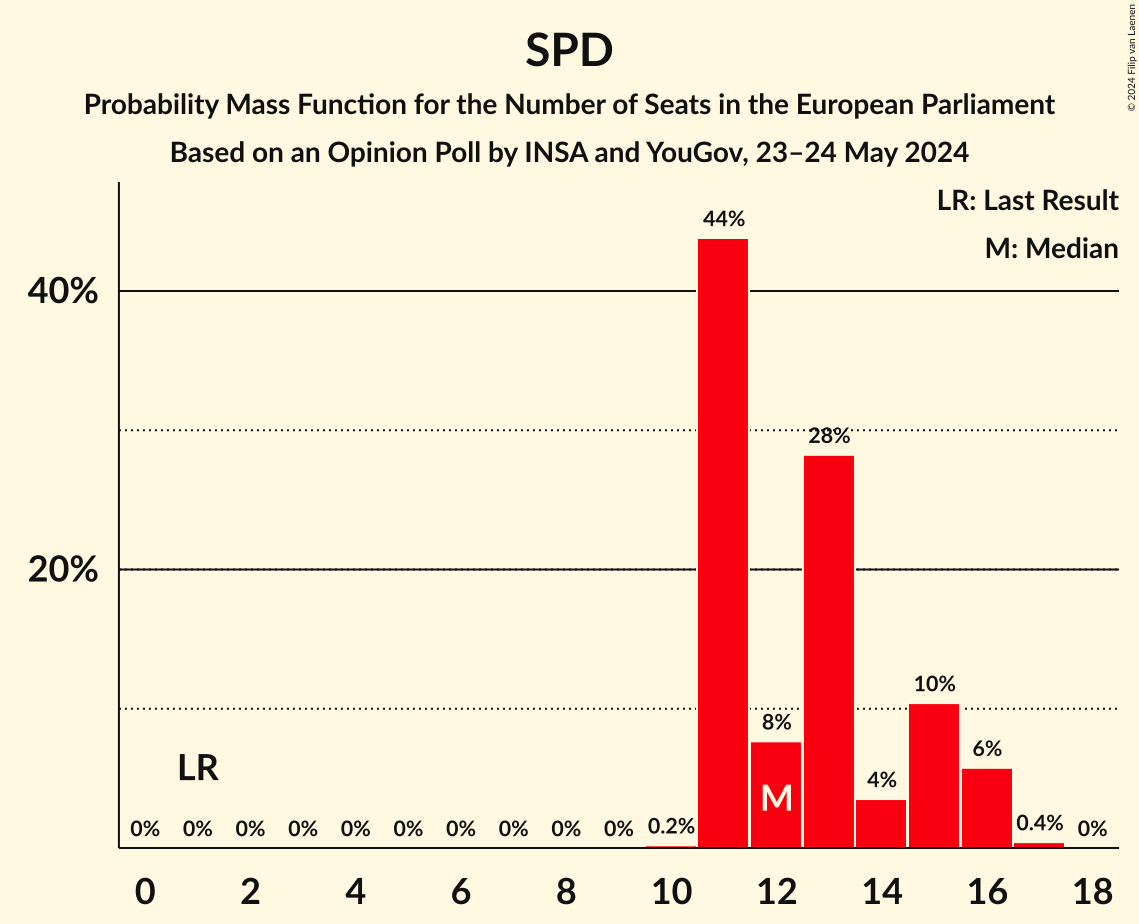 SPD
Probability Mass Function for the Number of Seats in the European Parliament
Based on an Opinion Poll by INSA and YouGov, 23–24 May 2024
© 2024 Filip van Laenen
LR: Last Result
M: Median
44%
40%
28%
20%
10%
8%
6%
4%
LR
M
0% 0% 0% 0% 0% 0% 0% 0% 0% 0% 0.2% 0.4% 0%
0 2 4 6 8 10 12 14 16 18